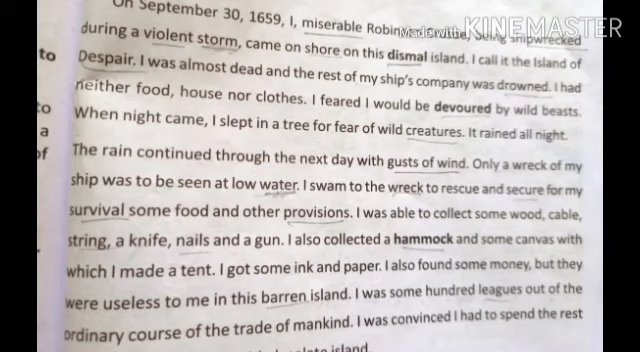 On September 30, 1659, I, miserable Robin being shipwrecked
Made with KINEMASTER
during a violent storm, came on shore on this dismal island. I call it the Island of
to
Despair. I was almost dead and the rest of my ship's company was drowned. I had
neither food, house nor clothes. I feared I would be devoured by wild beasts.
to
When night came, I slept in a tree for fear of wild creatures. It rained all night.
a
of
The rain continued through the next day with gusts of wind. Only a wreck of my
ship was to be seen at low water. I swam to the wreck to rescue and secure for my
survival some food and other provisions. I was able to collect some wood, cable,
string, a knife, nails and a gun. I also collected a hammock and some canvas with
which I made a tent. I got some ink and paper. I also found some money, but they
were useless to me in this barren island. I was some hundred leagues out of the
ordinary course of the trade of mankind. I was convinced I had to spend the rest
island.